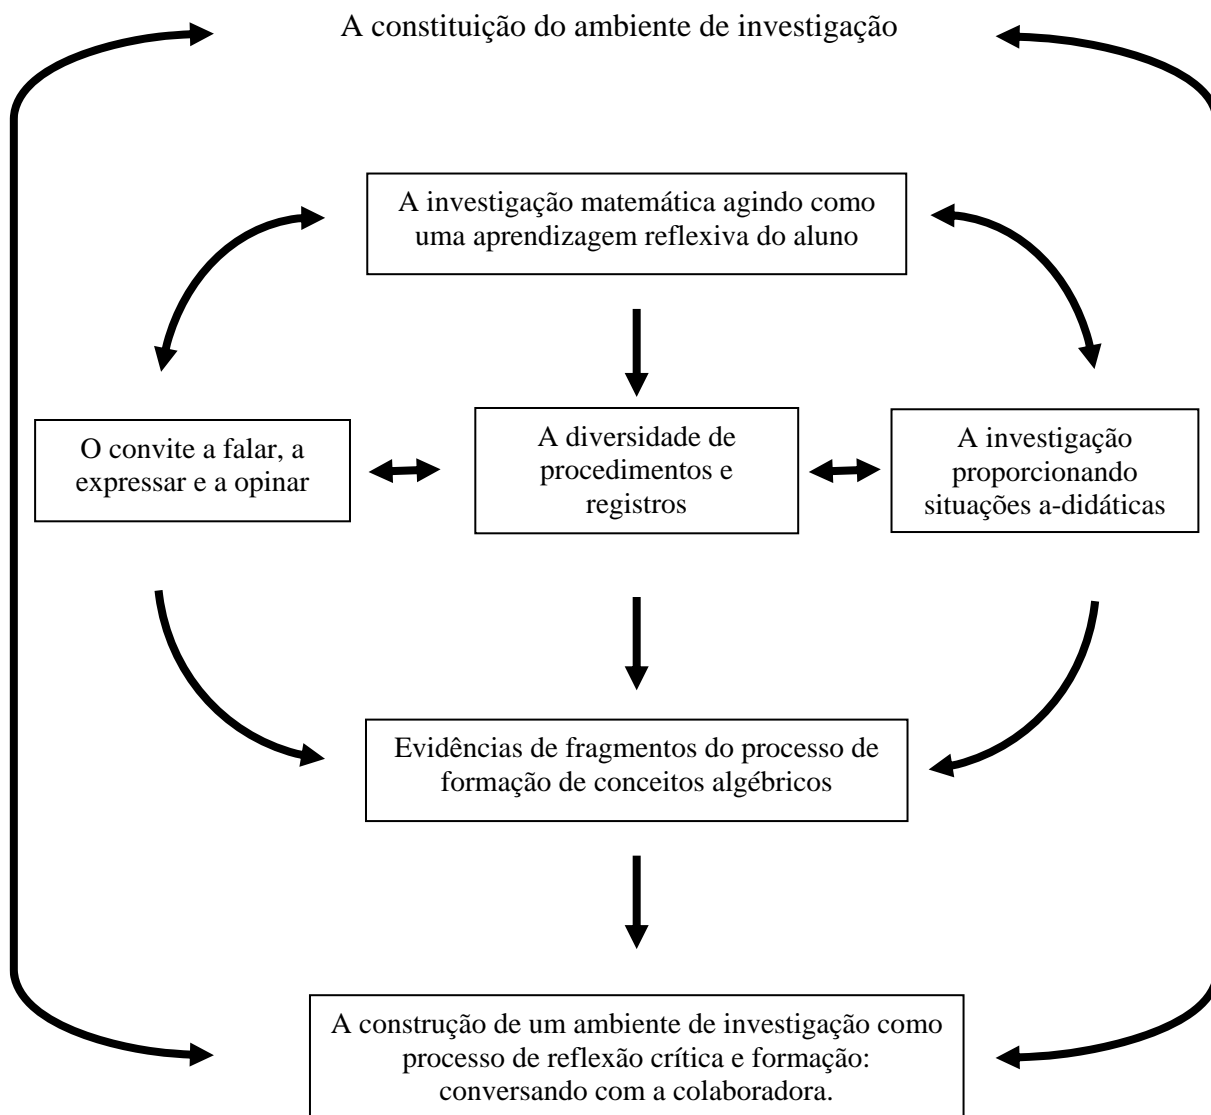 A constituição do ambiente de investigação
A investigação matemática agindo como
uma aprendizagem reflexiva do aluno
O convite a falar, a
expressar e a opinar
A diversidade de
procedimentos e
registros
A investigação
proporcionando
situações a-didáticas
Evidências de fragmentos do processo de
formação de conceitos algébricos
A construção de um ambiente de investigação como
processo de reflexão crítica e formação:
conversando com a colaboradora.